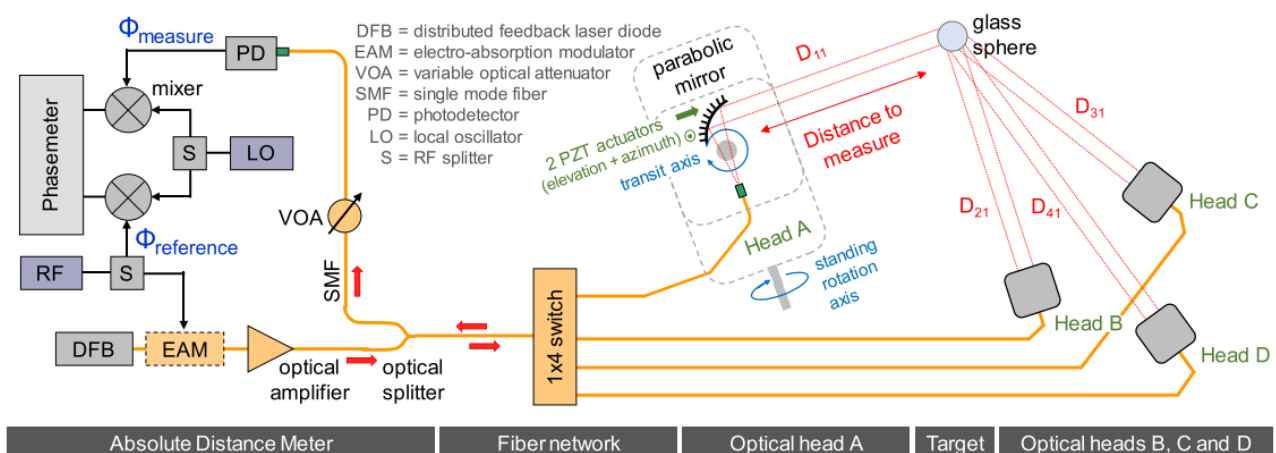 Φmeasure
PD
mixer
Phasemeter
S
LO
Φreference
RF
S
DFB
EAM
optical
amplifier
optical
splitter
VOA
SMF
DFB = distributed feedback laser diode
EAM = electro-absorption modulator
VOA = variable optical attenuator
SMF = single mode fiber
PD = photodetector
LO = local oscillator
S = RF splitter
1x4 switch
parabolic
mirror
2 PZT actuators
(elevation + azimuth)
transit axis
Head A
standing
rotation
axis
D11
Distance to
measure
glass
sphere
D31
D21
D41
Head C
Head B
Head D
Absolute Distance Meter
Fiber network
Optical head A
Target
Optical heads B, C and D